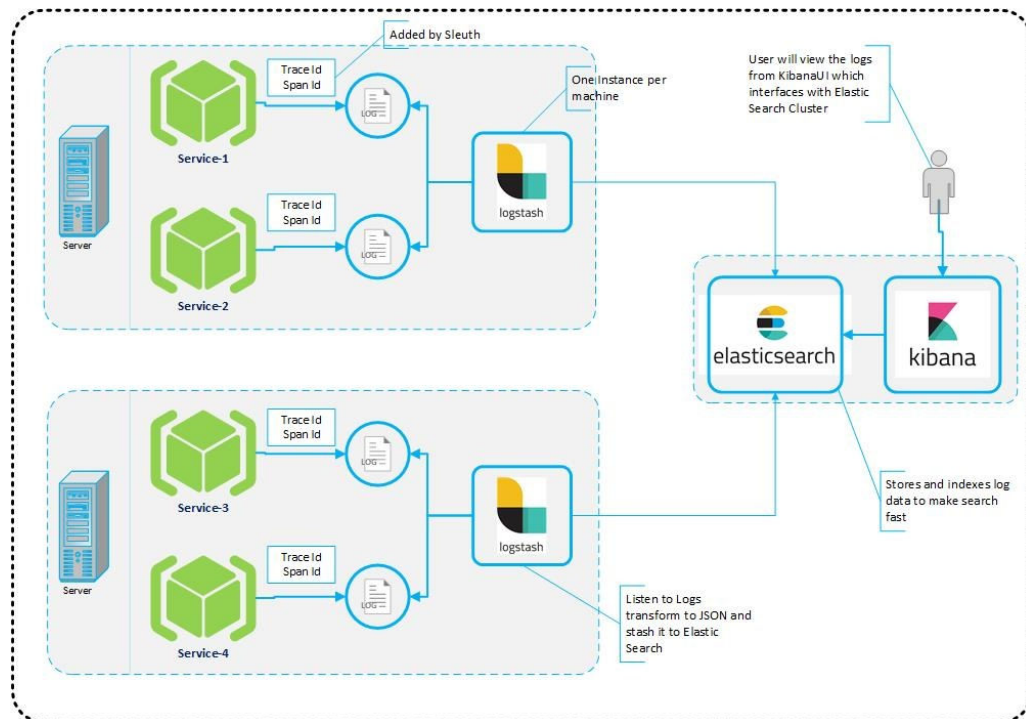 Added by Sleuth
Trace Id
Span Id
LOG
Service-1
One Instance per
machine
logstash
User will view the logs
from KibanaUI which
interfaces with Elastic
Search Cluster
Server
Trace Id
Span Id
LOG
Service-2
elasticsearch
kibana
Trace Id
Span Id
LOG
Service-3
logstash
Stores and indexes log
data to make search
fast
Server
Trace Id
Span Id
LOG
Service-4
Listen to Logs
transform to JSON and
stash it to Elastic
Search